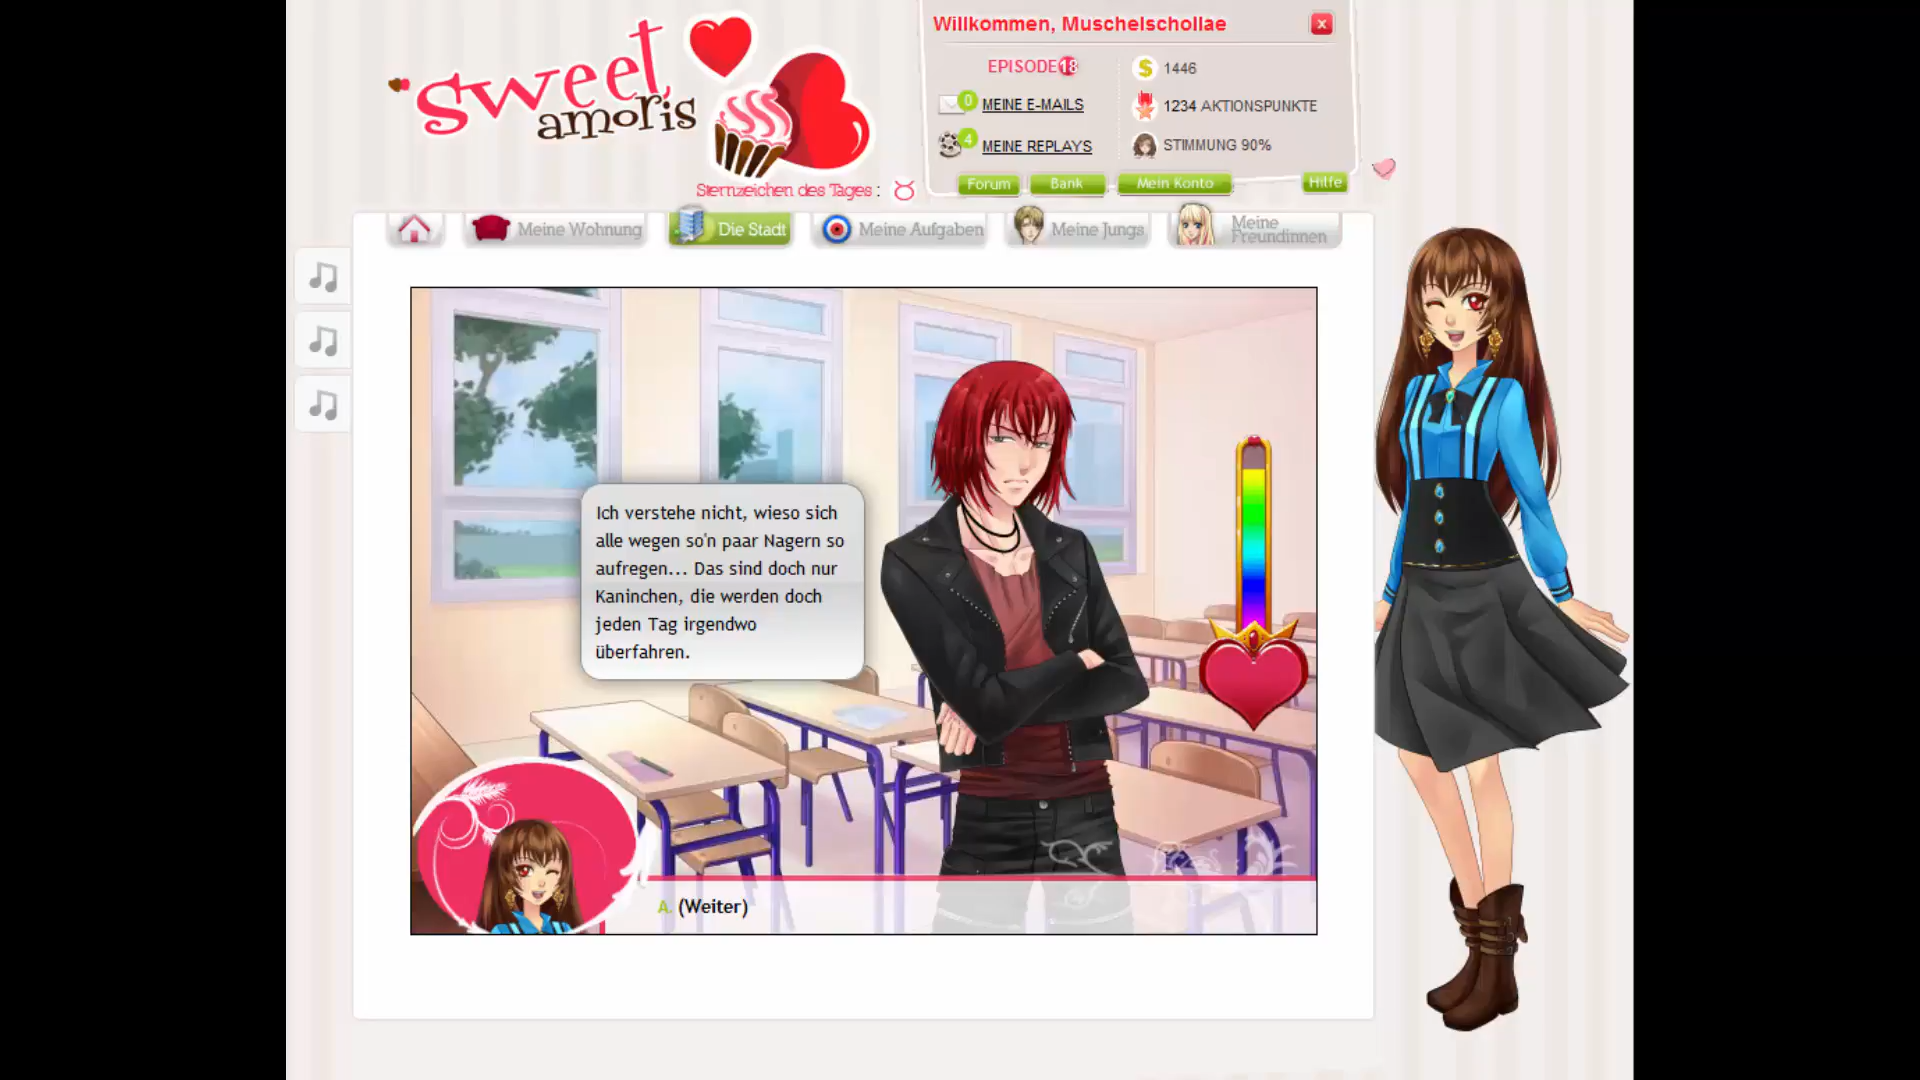 sweet
amoris
Sternzeichen des Tages :
Willkommen, Muschelschollae
x
EPISODE 18
$ 1446
0 MEINE E-MAILS
1234 AKTIONSPUNKTE
4 MEINE REPLAYS
STIMMUNG 90%
Forum
Bank
Mein Konto
Hilfe
Meine Wohnung
Die Stadt
Meine Aufgaben
Meine Jungs
Meine
Freundinnen
Ich verstehe nicht, wieso sich
alle wegen so'n paar Nagern so
aufregen... Das sind doch nur
Kaninchen, die werden doch
jeden Tag irgendwo
überfahren.
A. (Weiter)